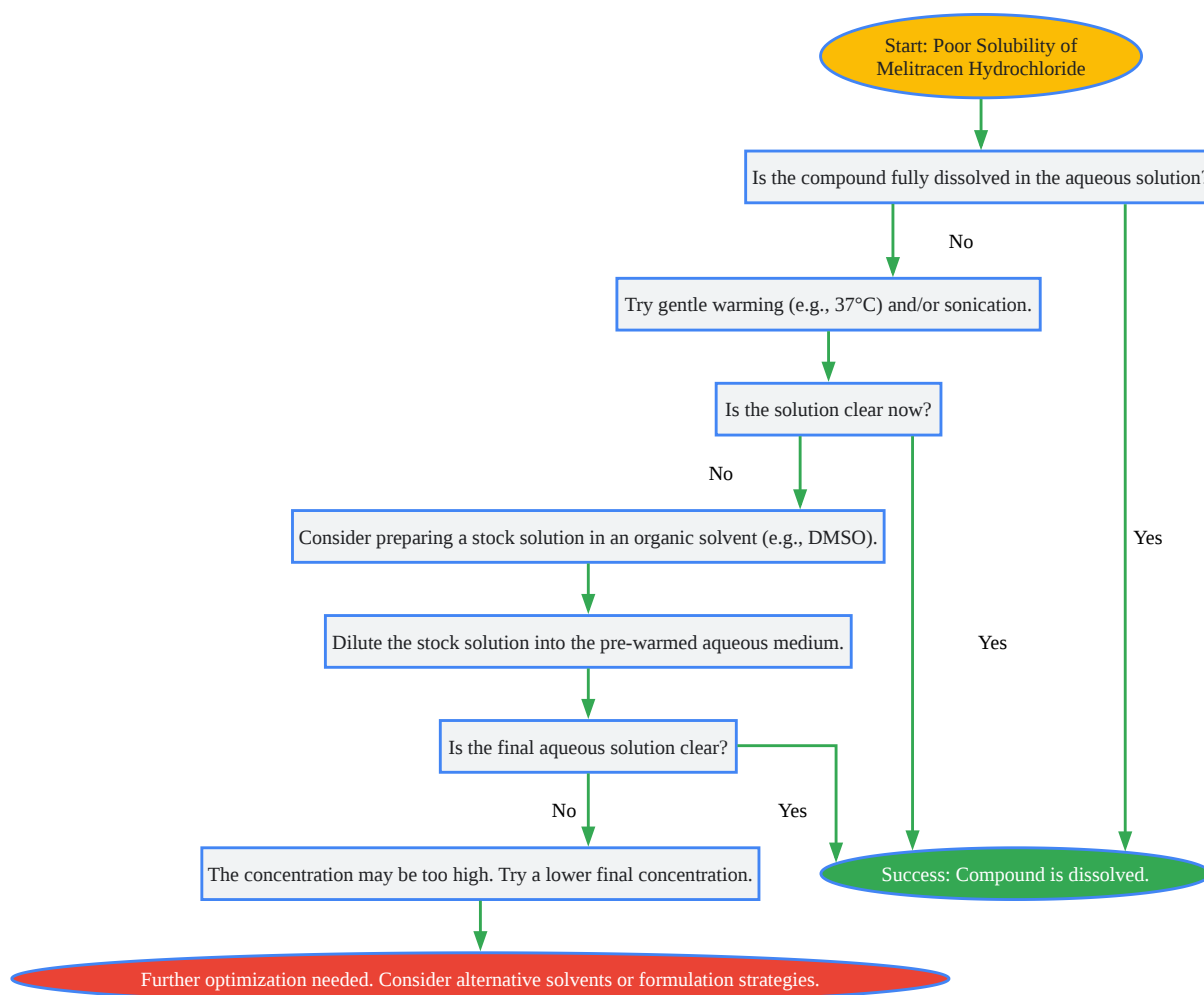 Start: Poor Solubility of
Melitracen Hydrochloride
Is the compound fully dissolved in the aqueous solution?
No
Try gentle warming (e.g., 37°C) and/or sonication.
Is the solution clear now?
No
Consider preparing a stock solution in an organic solvent (e.g., DMSO).
Yes
Dilute the stock solution into the pre-warmed aqueous medium.
Yes
Is the final aqueous solution clear?
No
Yes
The concentration may be too high. Try a lower final concentration.
Success: Compound is dissolved.
Further optimization needed. Consider alternative solvents or formulation strategies.